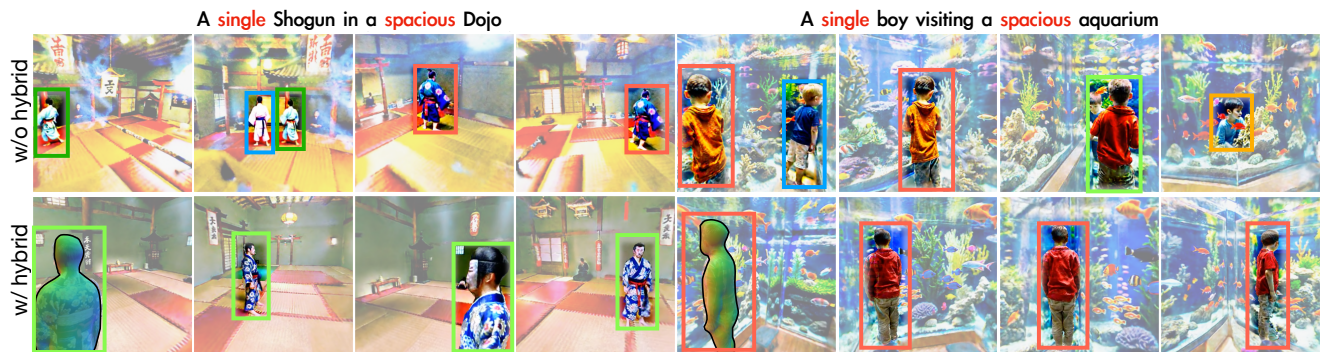 A single Shogun in a spacious Dojo
A single boy visiting a spacious aquarium
w/o hybrid
w/ hybrid